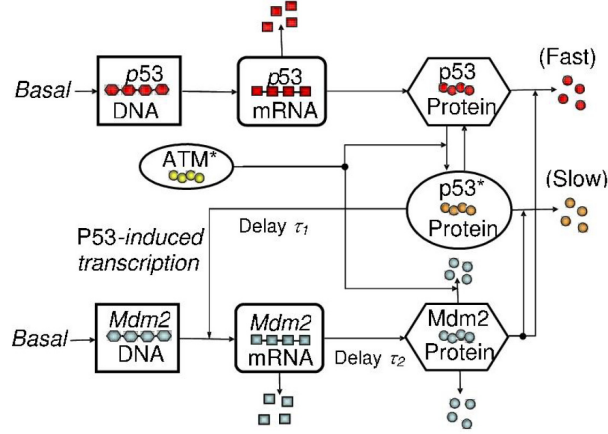 (Fast)
p53
DNA
p53
mRNA
p53
Protein
Basal
ATM*
p53*
Protein
(Slow)
Delay τ1
P53-induced
transcription
Mdm2
DNA
Mdm2
mRNA
Mdm2
Protein
Basal
Delay τ2